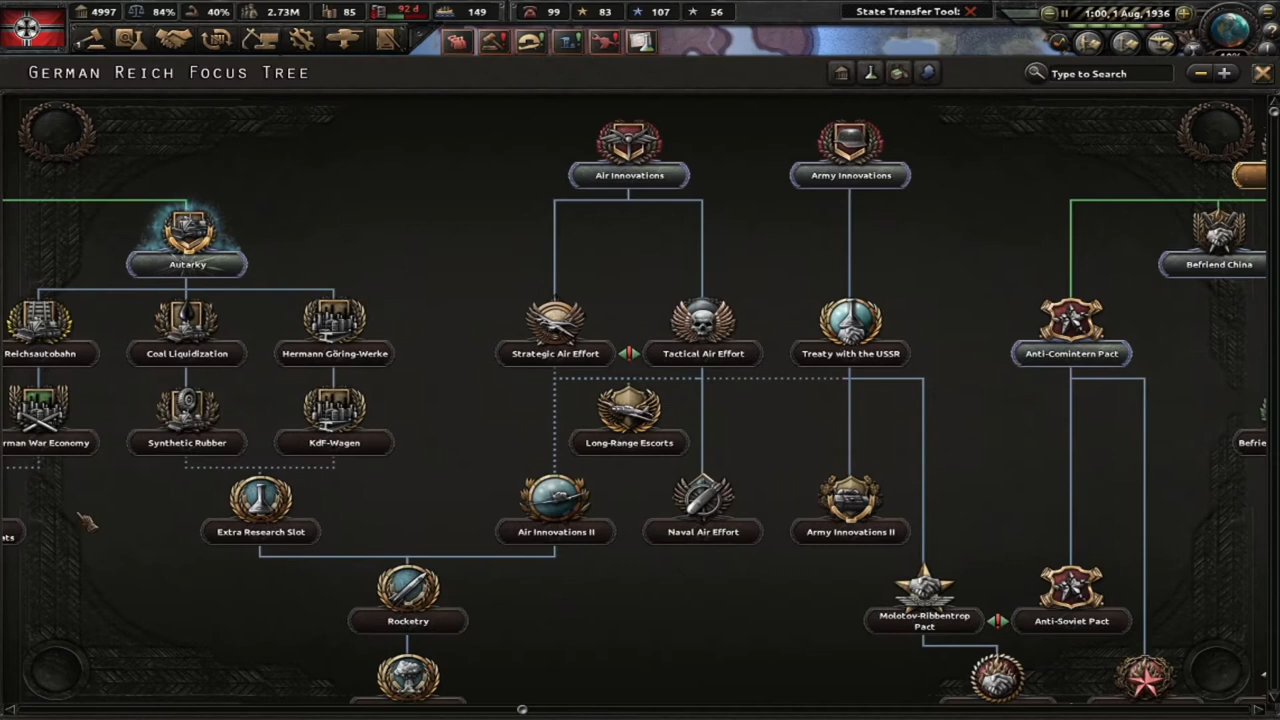 4997 84% 40% 2.73M 85 92 d 149 99 83 107 56 State Transfer Tool: 1:00, 1 Aug, 1936
German Reich Focus Tree
Type to Search
Air Innovations
Army Innovations
Autarky
Befriend China
Reichsautobahn
Coal Liquidization
Hermann Göring-Werke
Strategic Air Effort
Tactical Air Effort
Treaty with the USSR
Anti-Comintern Pact
rman War Economy
Synthetic Rubber
KdF-Wagen
Long-Range Escorts
Befrie
ats
Extra Research Slot
Air Innovations II
Naval Air Effort
Army Innovations II
Rocketry
Molotov-Ribbentrop
Pact
Anti-Soviet Pact